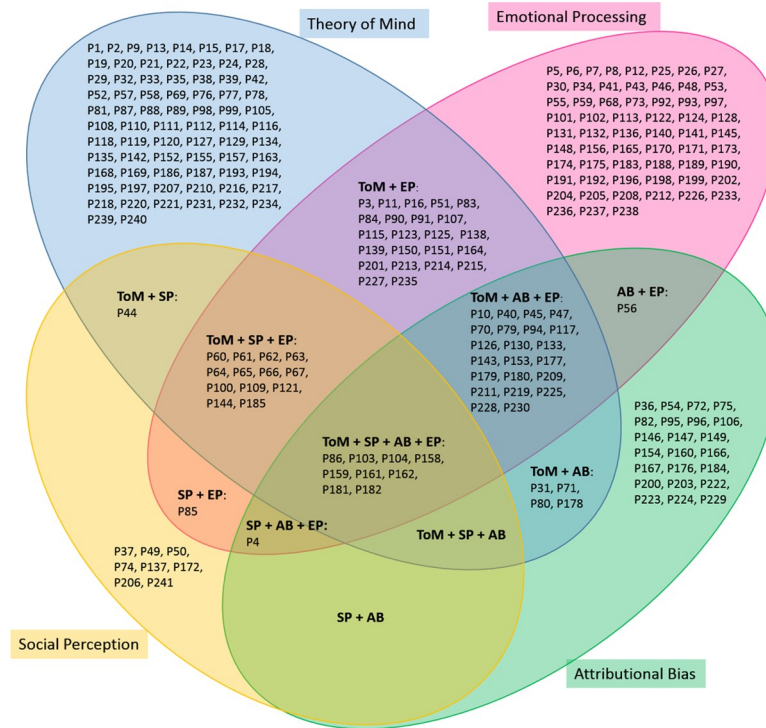 Theory of Mind
Emotional Processing
P1, P2, P9, P13, P14, P15, P17, P18,
P19, P20, P21, P22, P23, P24, P28,
P29, P32, P33, P35, P38, P39, P42,
P52, P57, P58, P69, P76, P77, P78,
P81, P87, P88, P89, P98, P99, P105,
P108, P110, P111, P112, P114, P116,
P118, P119, P120, P127, P129, P134,
P135, P142, P152, P155, P157, P163,
P168, P169, P186, P187, P193, P194,
P195, P197, P207, P210, P216, P217,
P218, P220, P221, P231, P232, P234,
P239, P240
P5, P6, P7, P8, P12, P25, P26, P27,
P30, P34, P41, P43, P46, P48, P53,
P55, P59, P68, P73, P92, P93, P97,
P101, P102, P113, P122, P124, P128,
P131, P132, P136, P140, P141, P145,
P148, P156, P165, P170, P171, P173,
P174, P175, P183, P188, P189, P190,
P191, P192, P196, P198, P199, P202,
P204, P205, P208, P212, P226, P233,
P236, P237, P238
ToM + EP:
P3, P11, P16, P51, P83,
P84, P90, P91, P107,
P115, P123, P125, P138,
P139, P150, P151, P164,
P201, P213, P214, P215,
P227, P235
ToM + SP:
P44
ToM + SP + EP:
P60, P61, P62, P63,
P64, P65, P66, P67,
P100, P109, P121,
P144, P185
ToM + AB + EP:
P10, P40, P45, P47,
P70, P79, P94, P117,
P126, P130, P133,
P143, P153, P177,
P179, P180, P209,
P211, P219, P225,
P228, P230
AB + EP:
P56
P36, P54, P72, P75,
P82, P95, P96, P106,
P146, P147, P149,
P154, P160, P166,
P167, P176, P184,
P200, P203, P222,
P223, P224, P229
ToM + SP + AB + EP:
P86, P103, P104, P158,
P159, P161, P162,
P181, P182
ToM + AB:
P31, P71,
P80, P178
SP + EP:
P85
SP + AB + EP:
P4
ToM + SP + AB
P37, P49, P50,
P74, P137, P172,
P206, P241
SP + AB
Social Perception
Attributional Bias